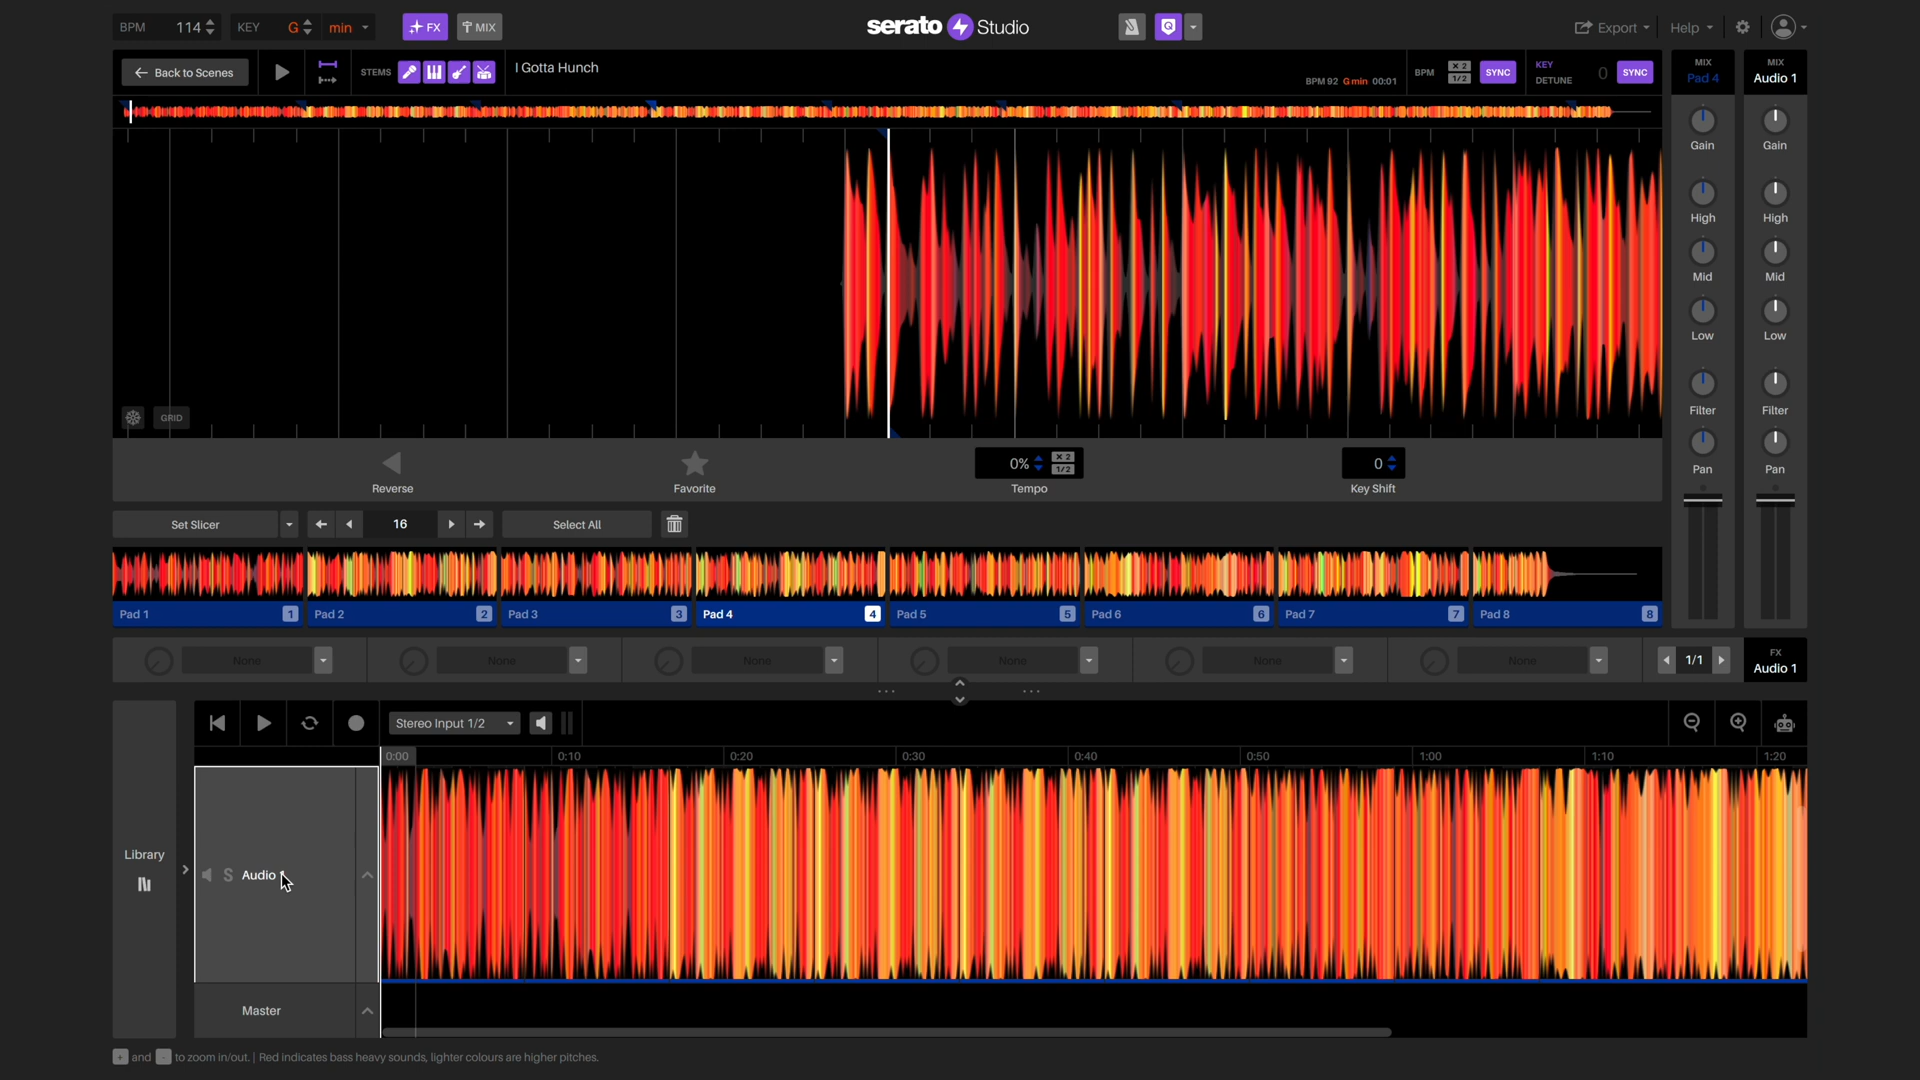 BPM 114 KEY G min FX MIX serato Studio Export Help
Back to Scenes STEMS I Gotta Hunch BPM 92 G min 00:01 BPM x 2 1/2 SYNC KEY DETUNE 0 SYNC
MIX Pad 4 MIX Audio 1
Gain Gain
High High
Mid Mid
Low Low
Filter Filter
Pan Pan
GRID
Reverse Favorite 0% x 2 1/2 Tempo 0 Key Shift
Set Slicer 16 Select All
Pad 1 1 Pad 2 2 Pad 3 3 Pad 4 4 Pad 5 5 Pad 6 6 Pad 7 7 Pad 8 8
None None None None None None 1/1 FX Audio 1
Stereo Input 1/2
0:00 0:10 0:20 0:30 0:40 0:50 1:00 1:10 1:20
Library
S Audio 1
Master
+ and - to zoom in/out. | Red indicates bass heavy sounds, lighter colours are higher pitches.